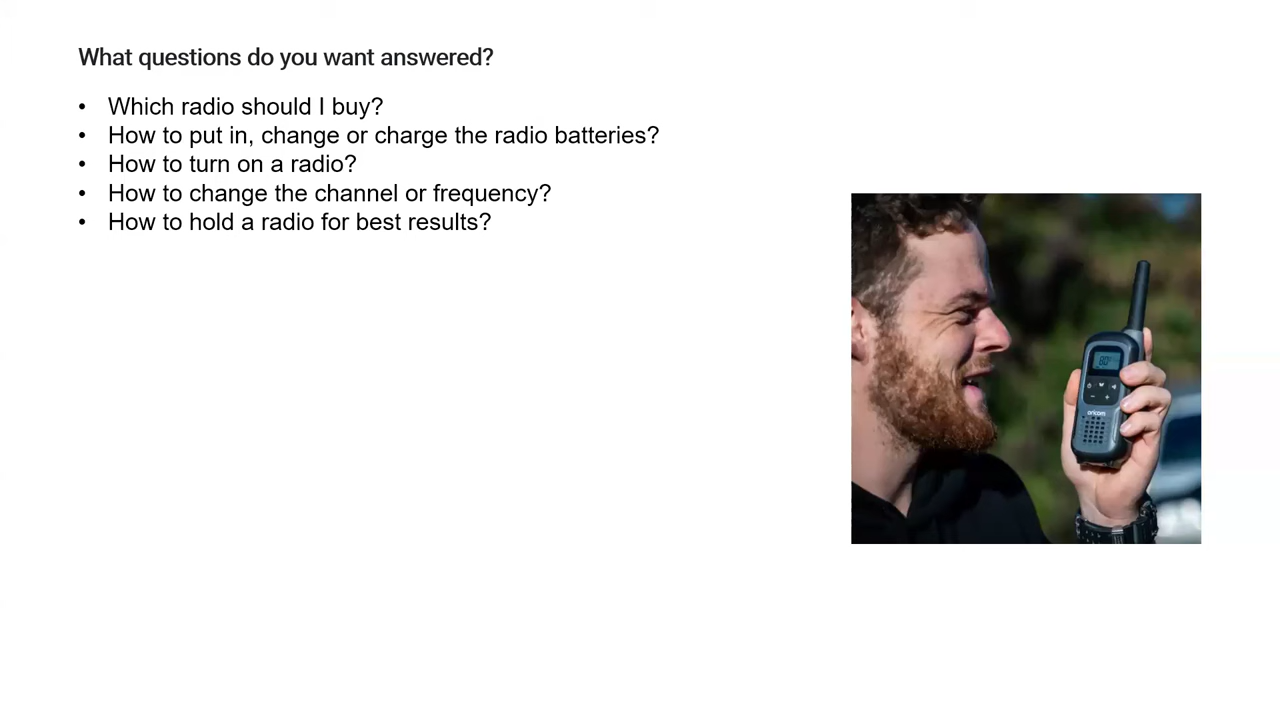 What questions do you want answered?
• Which radio should I buy?
• How to put in, change or charge the radio batteries?
• How to turn on a radio?
• How to change the channel or frequency?
• How to hold a radio for best results?
80
oricom